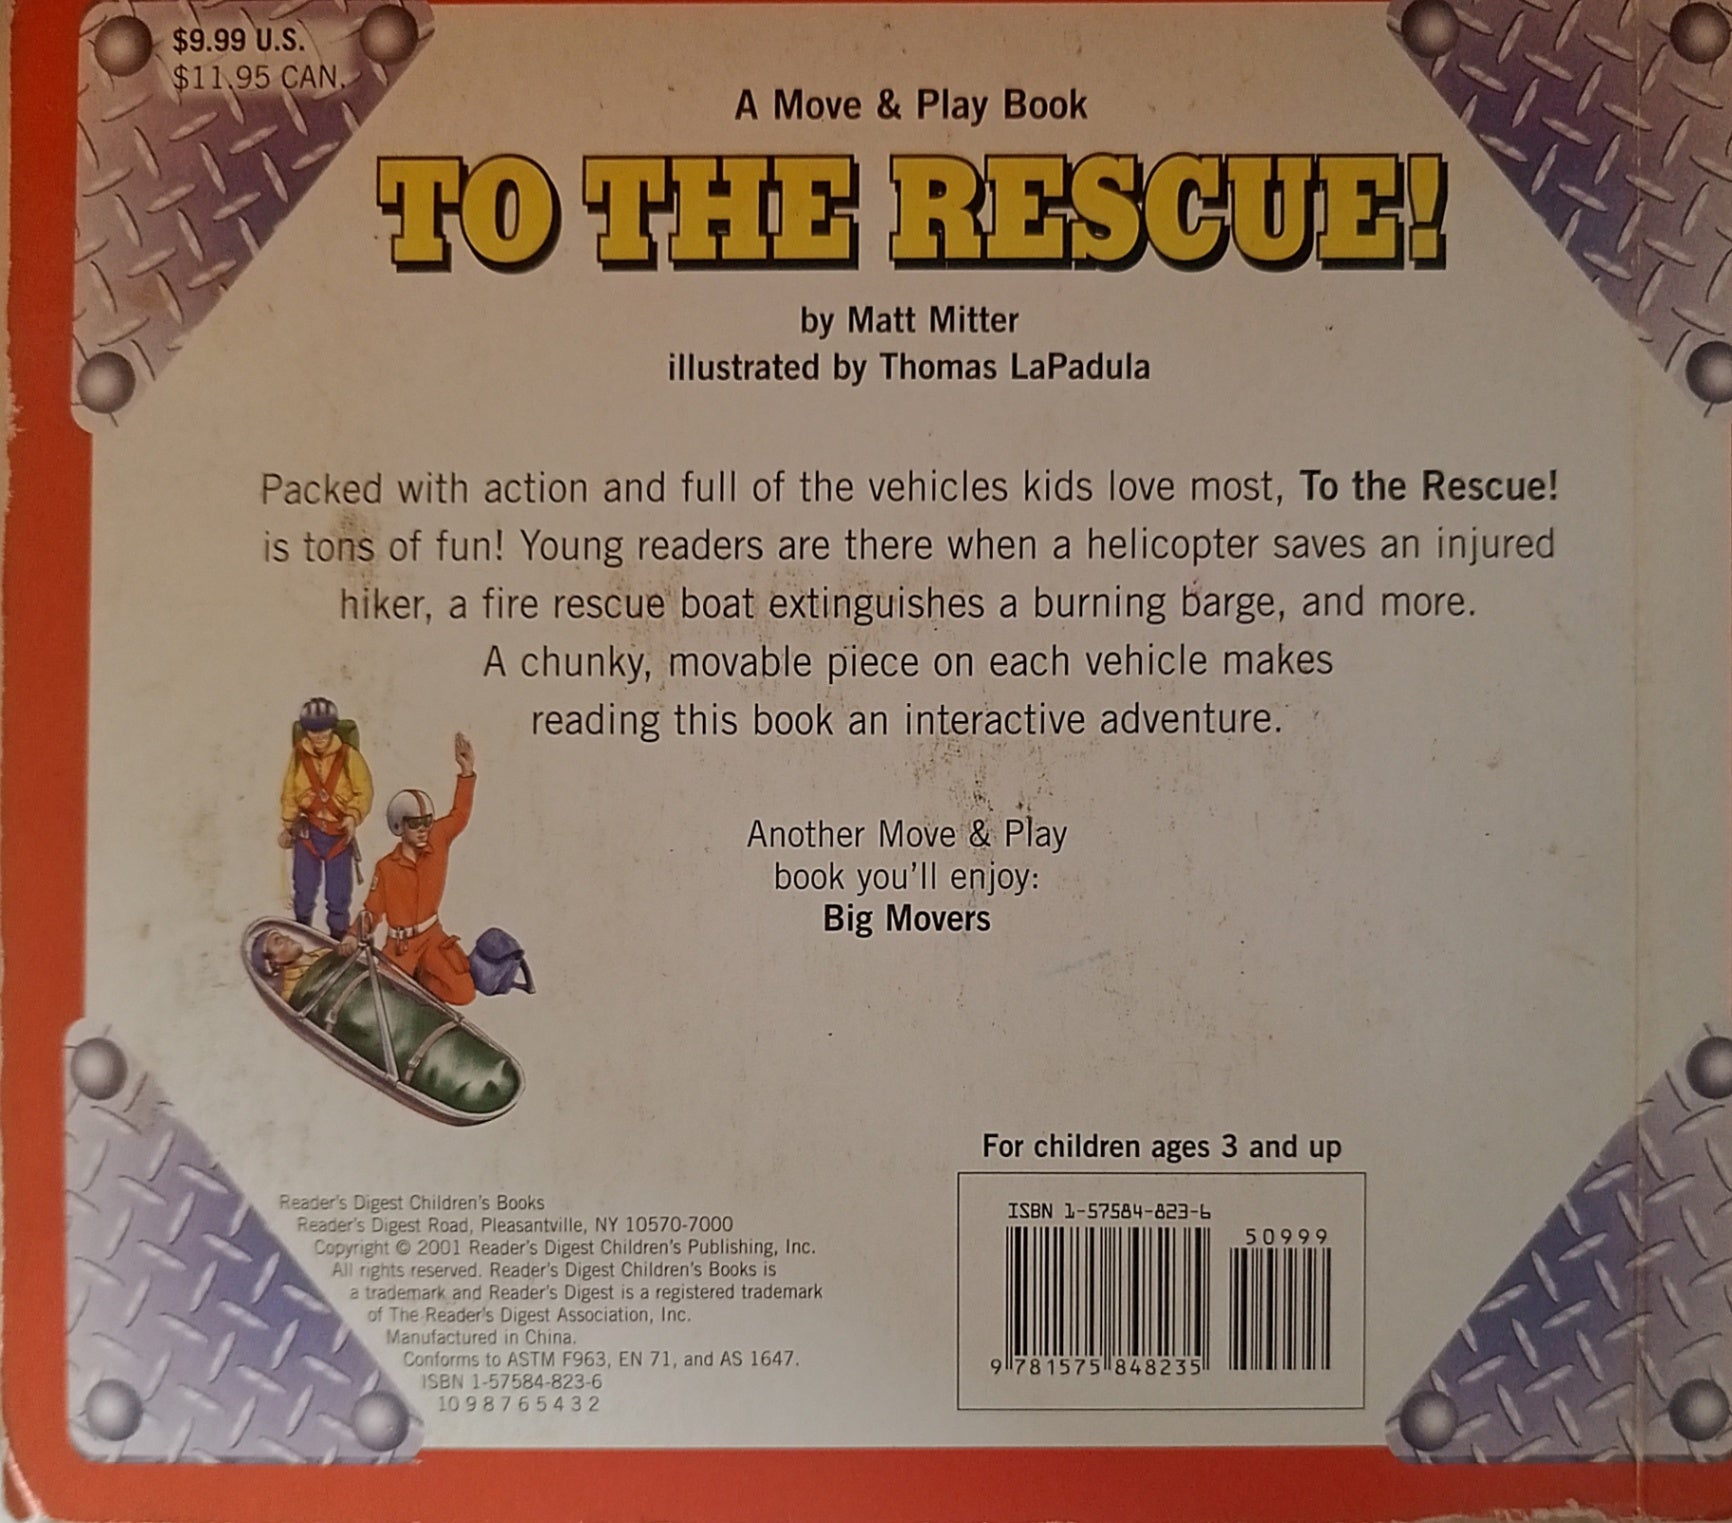 $9.99 U.S.
$11.95 CAN.
A Move & Play Book
TO THE RESCUE!
by Matt Mitter
illustrated by Thomas LaPadula
Packed with action and full of the vehicles kids love most, To the Rescue!
is tons of fun! Young readers are there when a helicopter saves an injured
hiker, a fire rescue boat extinguishes a burning barge, and more.
A chunky, movable piece on each vehicle makes
reading this book an interactive adventure.
Another Move & Play
book you'll enjoy:
Big Movers
Reader's Digest Children's Books
Reader's Digest Road, Pleasantville, NY 10570-7000
Copyright © 2001 Reader's Digest Children's Publishing, Inc.
All rights reserved. Reader's Digest Children's Books is
a trademark and Reader's Digest is a registered trademark
of The Reader's Digest Association, Inc.
Manufactured in China.
Conforms to ASTM F963, EN 71, and AS 1647.
ISBN 1-57584-823-6
10 9 8 7 6 5 4 3 2
For children ages 3 and up
ISBN 1-57584-823-6
50999
9 781575 848235